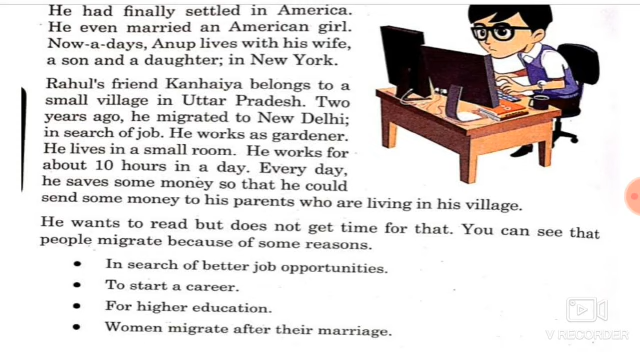 He had finally settled in America.
He even married an American girl.
Now-a-days, Anup lives with his wife,
a son and a daughter; in New York.
Rahul's friend Kanhaiya belongs to a
small village in Uttar Pradesh. Two
years ago, he migrated to New Delhi;
in search of job. He works as gardener.
He lives in a small room. He works for
about 10 hours in a day. Every day,
he saves some money so that he could
send some money to his parents who are living in his village.
He wants to read but does not get time for that. You can see that
people migrate because of some reasons.
• In search of better job opportunities.
• To start a career.
• For higher education.
• Women migrate after their marriage.
V RECORDER